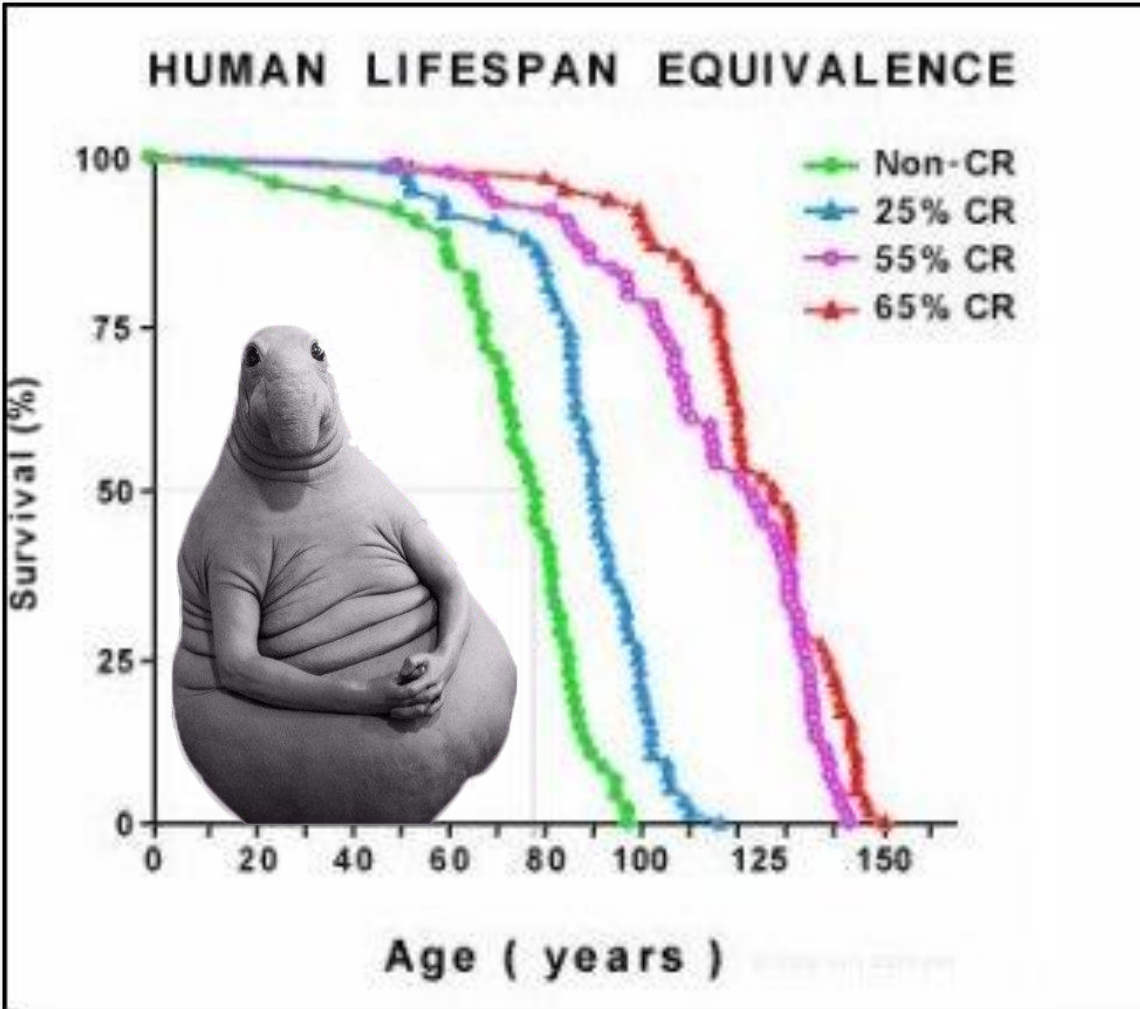 HUMAN LIFESPAN EQUIVALENCE
Non-CR
25% CR
55% CR
65% CR
100
75
50
25
0
Survival (%)
0 20 40 60 80 100 125 150
Age ( years )